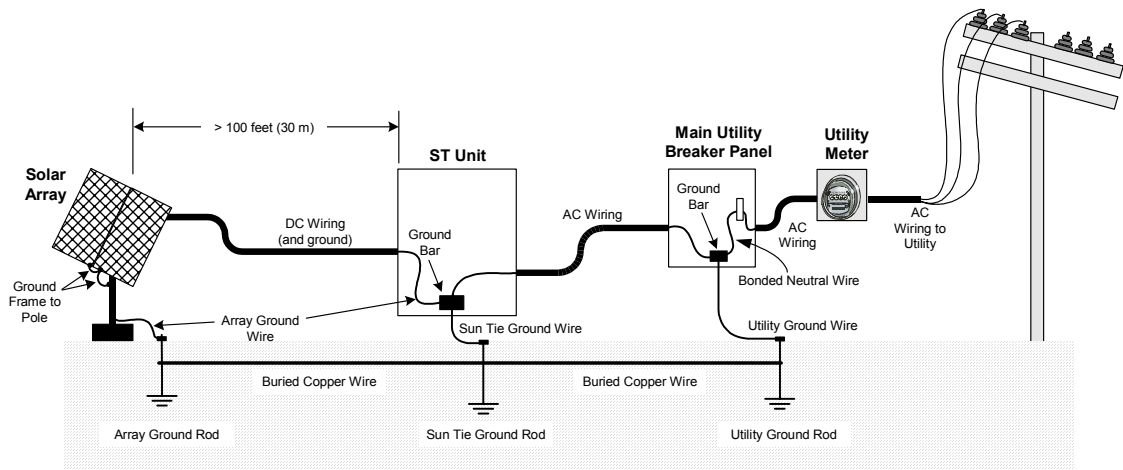 > 100 feet (30 m)
Solar
Array
ST Unit
Main Utility
Breaker Panel
Utility
Meter
DC Wiring
(and ground)
Ground
Bar
AC Wiring
Ground
Bar
AC
Wiring
AC
Wiring to
Utility
Bonded Neutral Wire
Ground
Frame to
Pole
Array Ground
Wire
Sun Tie Ground Wire
Utility Ground Wire
Buried Copper Wire
Buried Copper Wire
Array Ground Rod
Sun Tie Ground Rod
Utility Ground Rod